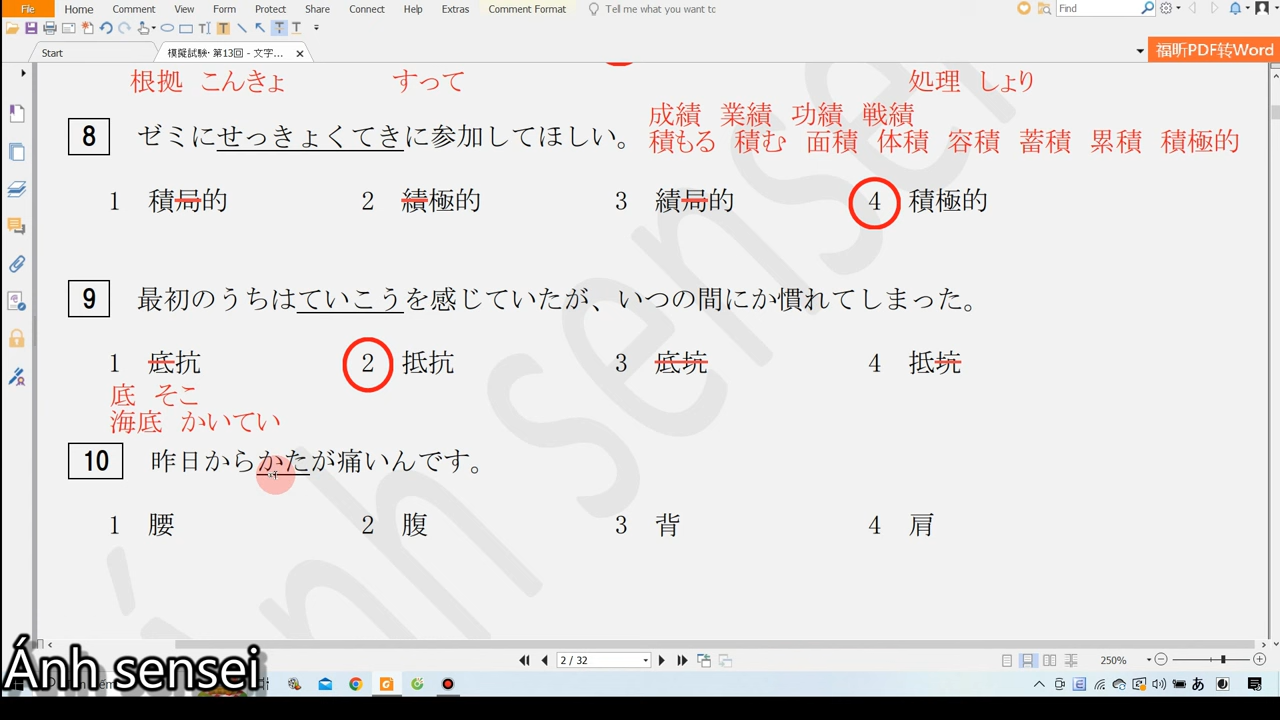 File Home Comment View Form Protect Share Connect Help Extras Comment Format Tell me what you want to Find
Start 模擬試験・第13回 - 文字...
福昕PDF转Word
根拠 こんきょ すって 処理 しょり
成績 業績 功績 戦績
8 ゼミにせっきょくてきに参加してほしい。 積もる 積む 面積 体積 容積 蓄積 累積 積極的
1 積局的 2 績極的 3 績局的 4 積極的
9 最初のうちはていこうを感じていたが、いつの間にか慣れてしまった。
1 底抗 2 抵抗 3 底坑 4 抵坑
底 そこ
海底 かいてい
10 昨日からかたが痛いんです。
1 腰 2 腹 3 背 4 肩
Ánh sensei
2 / 32 250%